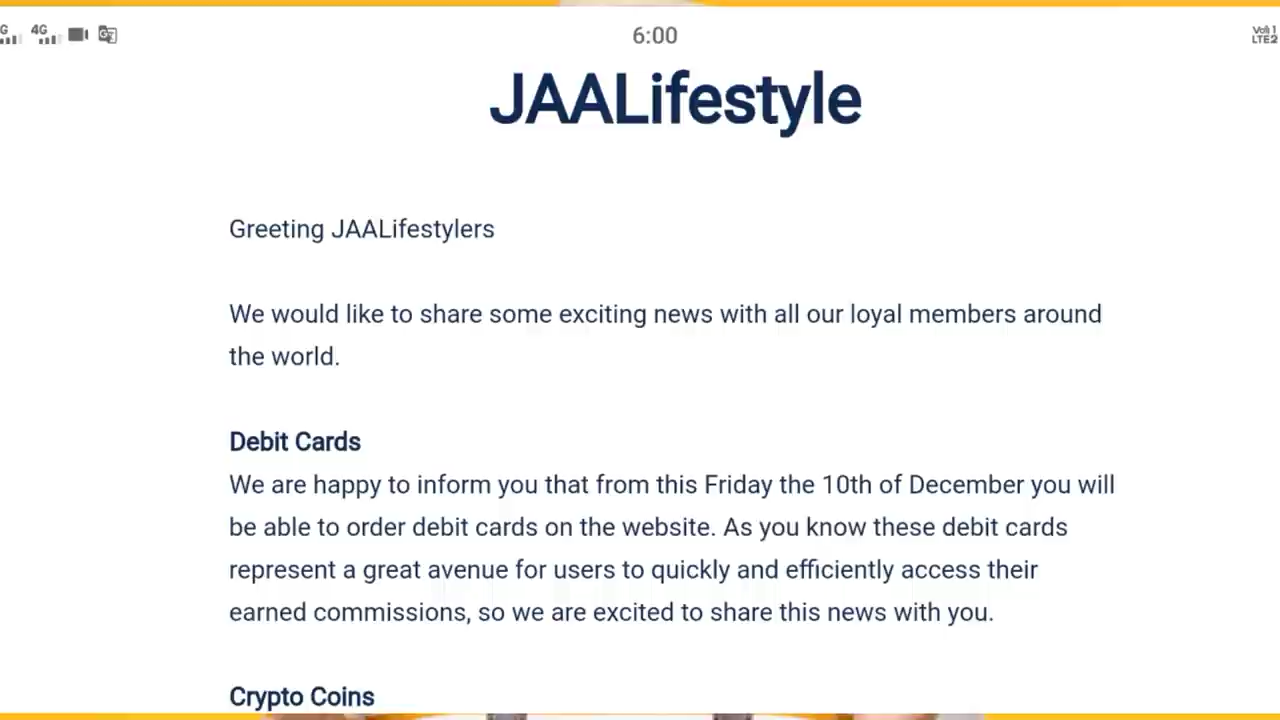 G 4G 6:00 Vo1) 1
LTE2
JAALifestyle
Greeting JAALifestylers
We would like to share some exciting news with all our loyal members around
the world.
Debit Cards
We are happy to inform you that from this Friday the 10th of December you will
be able to order debit cards on the website. As you know these debit cards
represent a great avenue for users to quickly and efficiently access their
earned commissions, so we are excited to share this news with you.
Crypto Coins